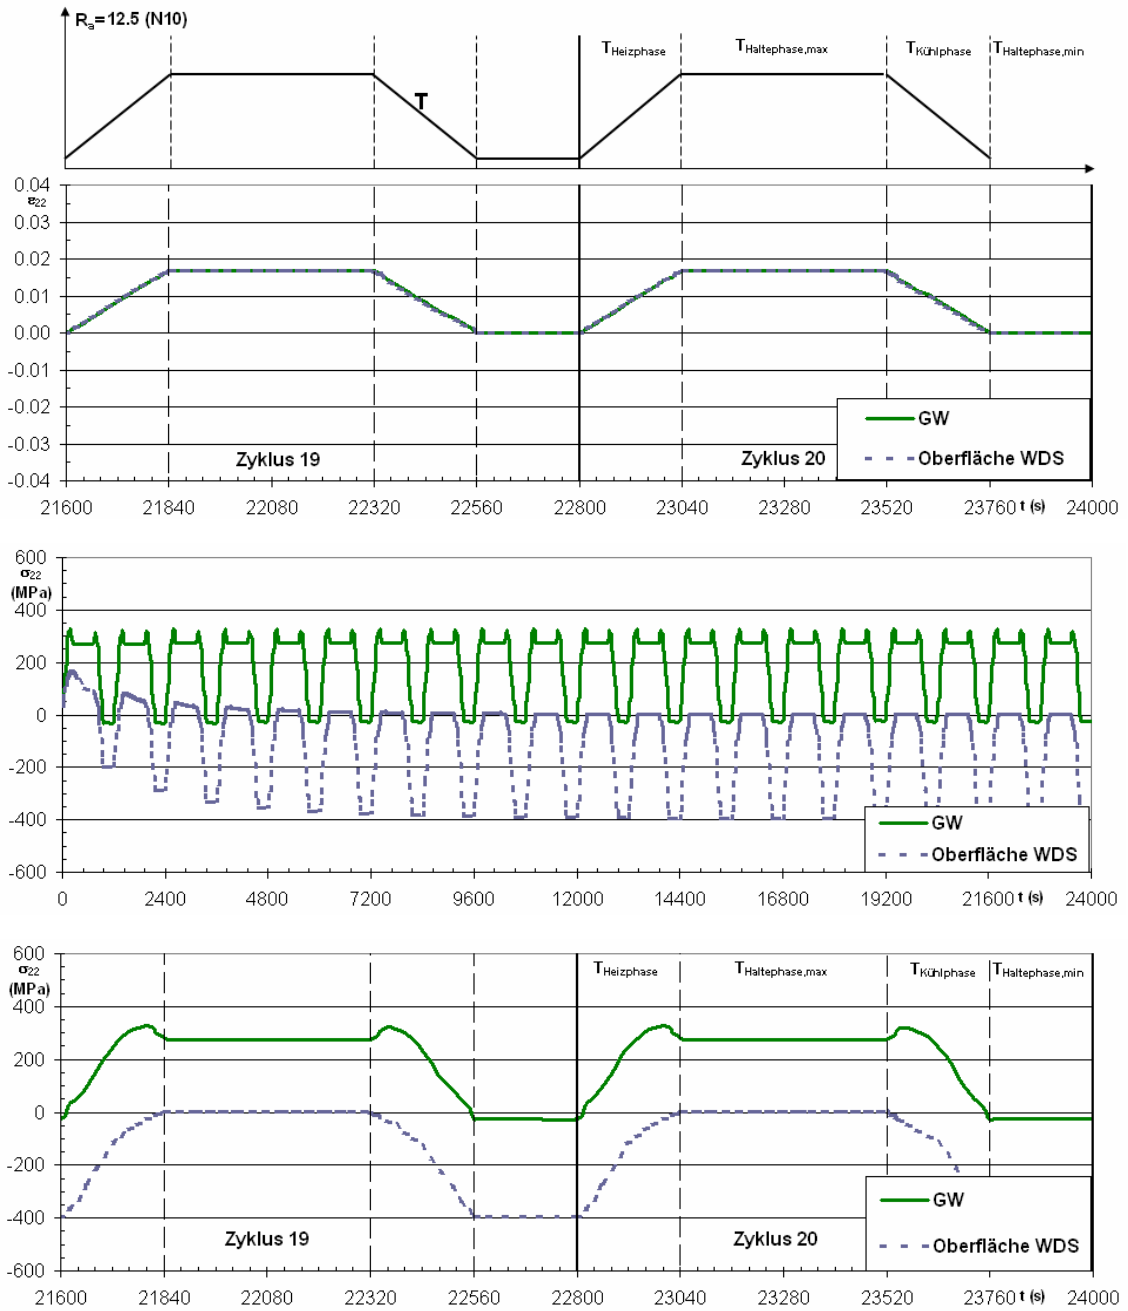 Ra=12.5 (N10)
THeizphase THaltephase,max TKühlphase THaltephase,min
T
0.04
ε22
0.03
0.02
0.01
0.00
-0.01
-0.02
-0.03
-0.04
GW
Oberfläche WDS
Zyklus 19 Zyklus 20
21600 21840 22080 22320 22560 22800 23040 23280 23520 23760 t (s) 24000
600
σ22
(MPa)
400
200
0
-200
-400
-600
GW
Oberfläche WDS
0 2400 4800 7200 9600 12000 14400 16800 19200 21600 t (s) 24000
600
σ22
(MPa)
400
200
0
-200
-400
-600
THeizphase THaltephase,max TKühlphase THaltephase,min
GW
Oberfläche WDS
Zyklus 19 Zyklus 20
21600 21840 22080 22320 22560 22800 23040 23280 23520 23760 t (s) 24000